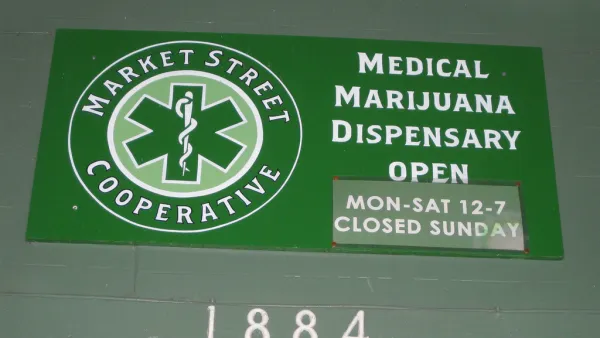 MARKET STREET
COOPERATIVE
MEDICAL
MARIJUANA
DISPENSARY
OPEN
MON-SAT 12-7
CLOSED SUNDAY
1884